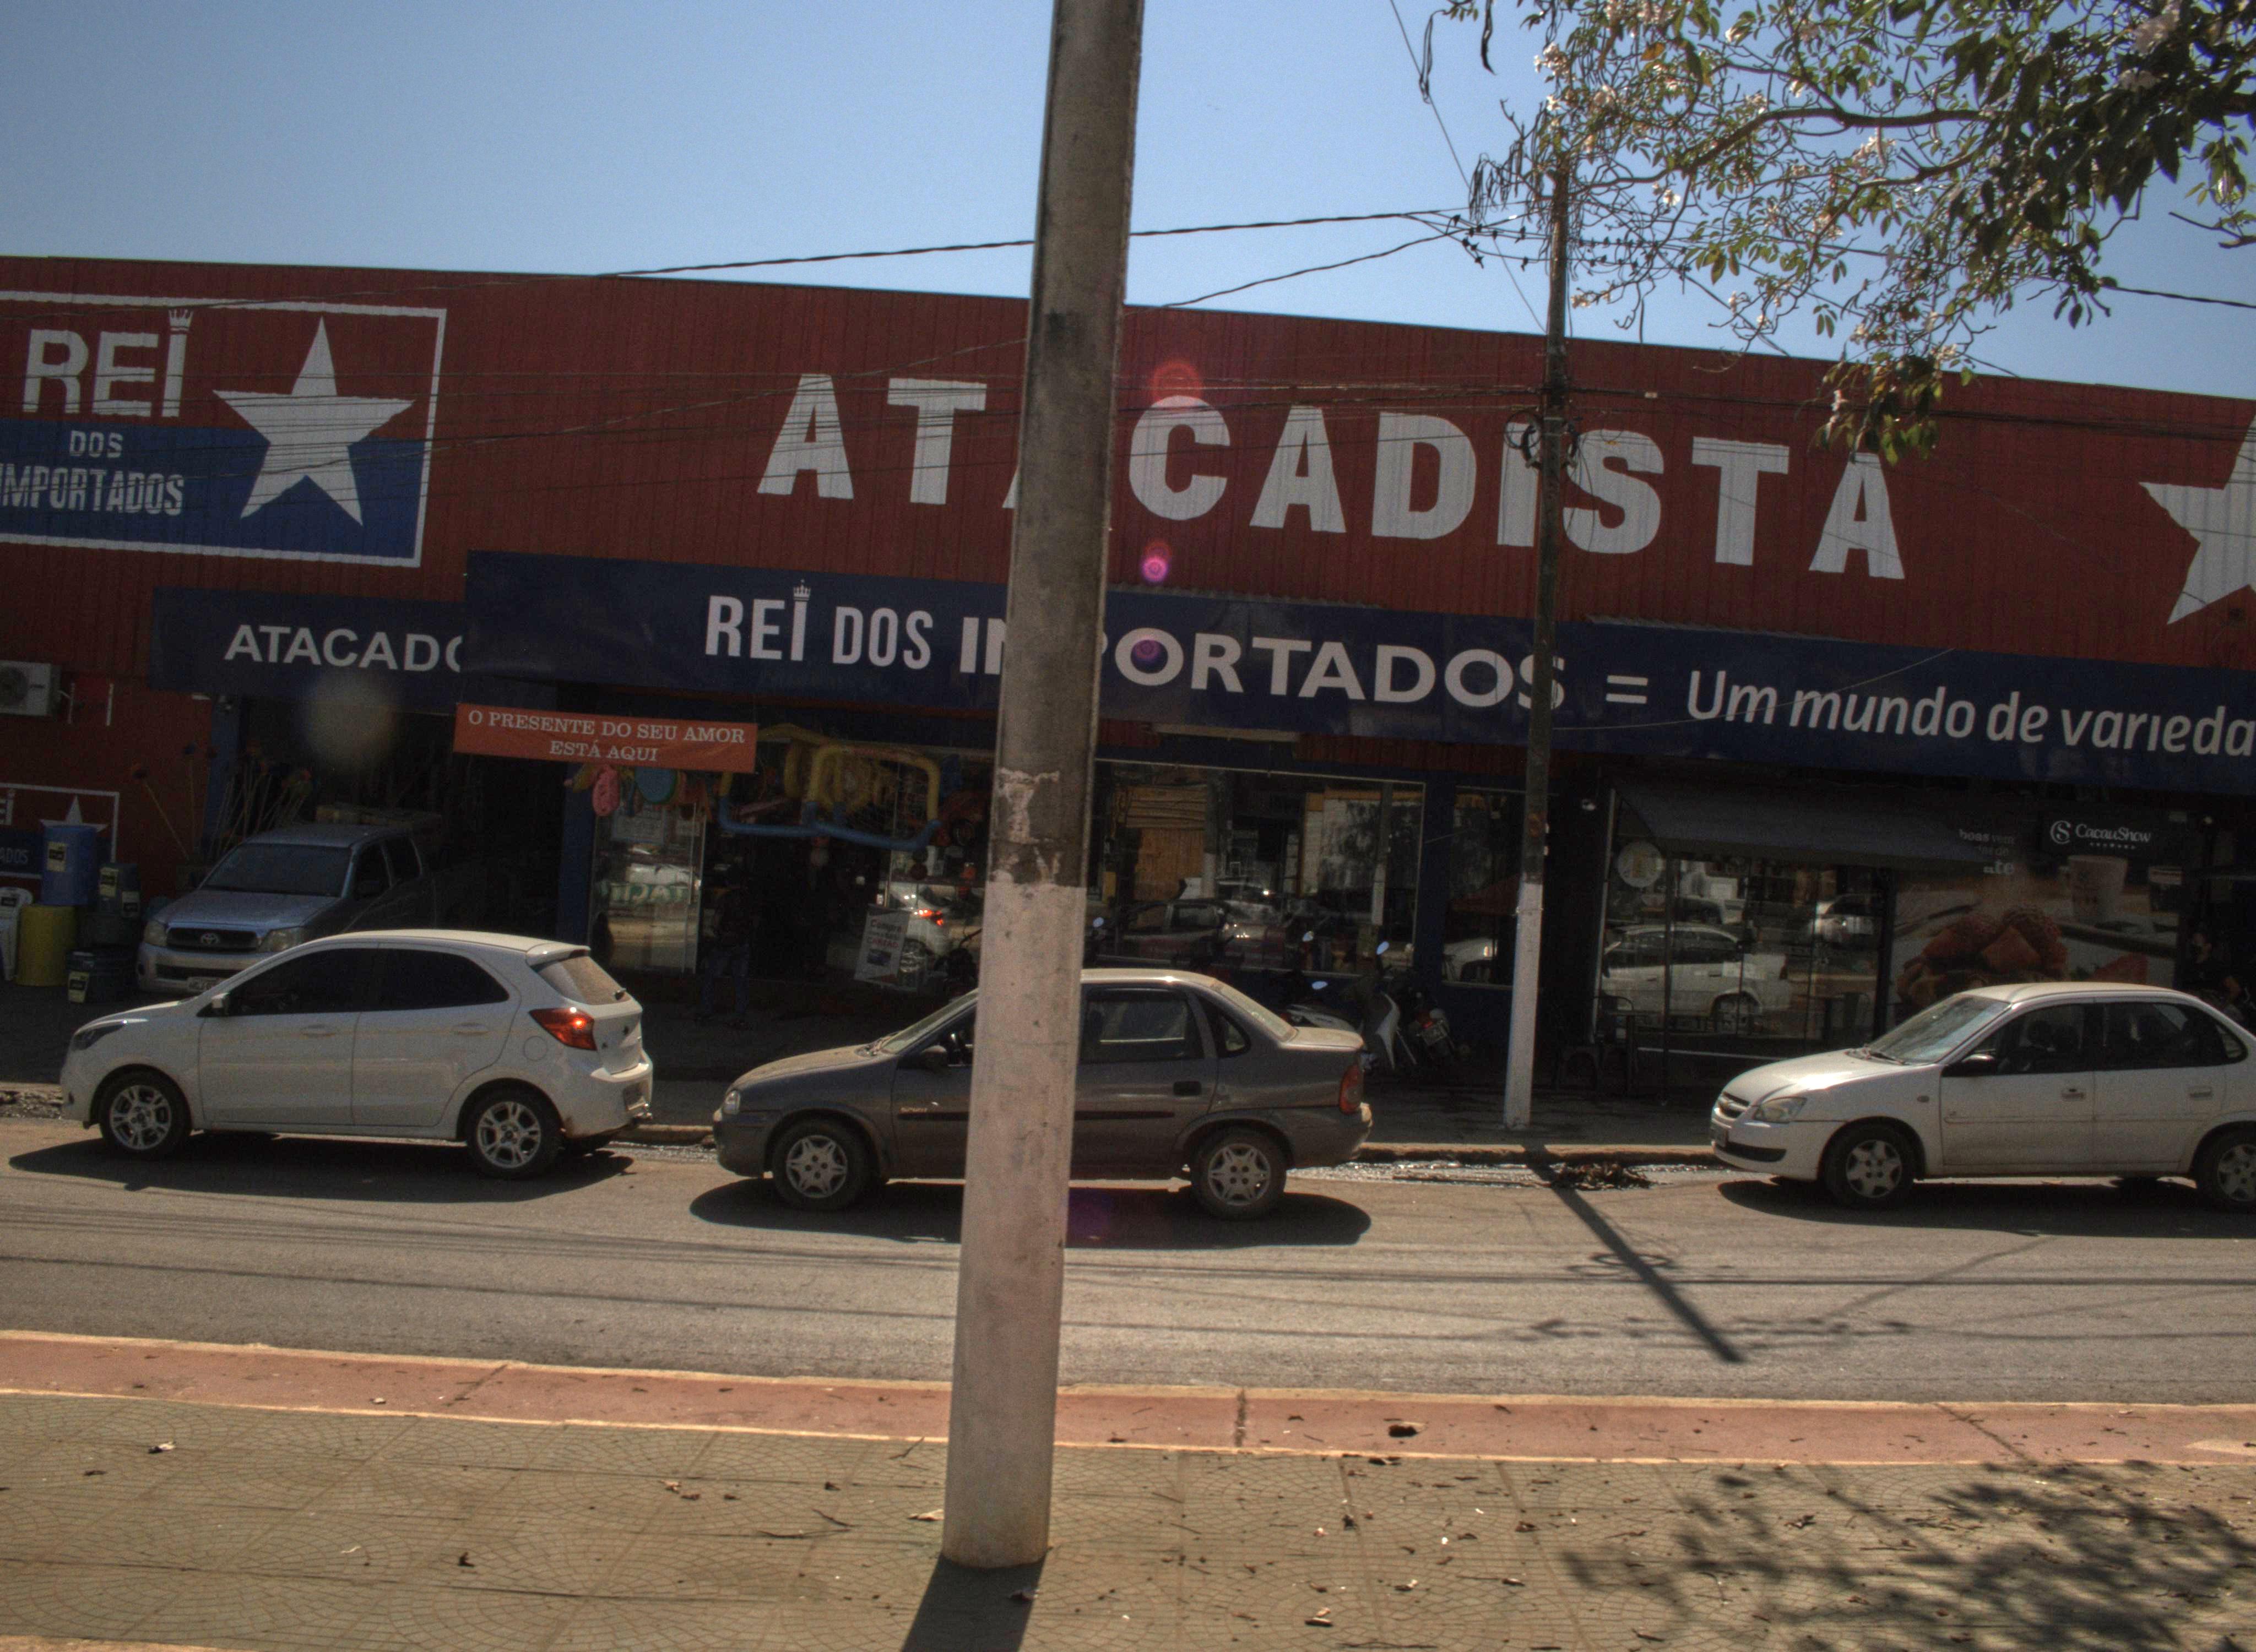 REI
DOS
IMPORTADOS
ATACADISTA
ATACADO
REI DOS IMPORTADOS = Um mundo de varieda
O PRESENTE DO SEU AMOR
ESTÁ AQUI
CacauShow